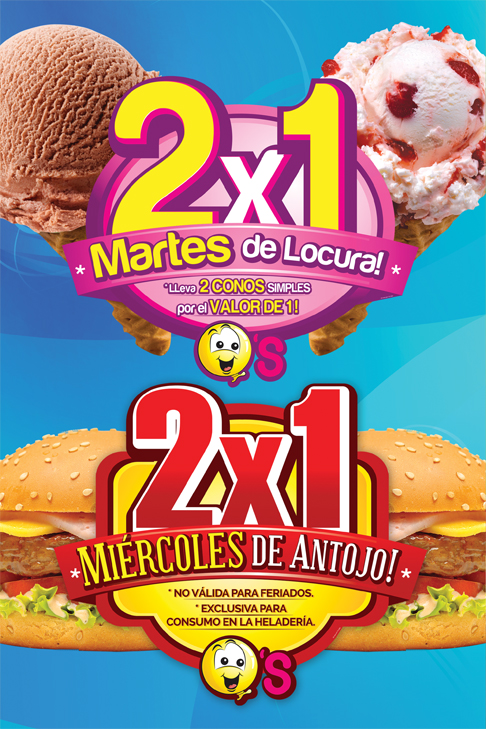 2x1
* Martes de Locura! *
*LLeva 2 CONOS SIMPLES
por el VALOR DE 1!
Q'S
2x1
* MIÉRCOLES DE ANTOJO! *
* NO VÁLIDA PARA FERIADOS.
* EXCLUSIVA PARA
CONSUMO EN LA HELADERÍA.
Q'S